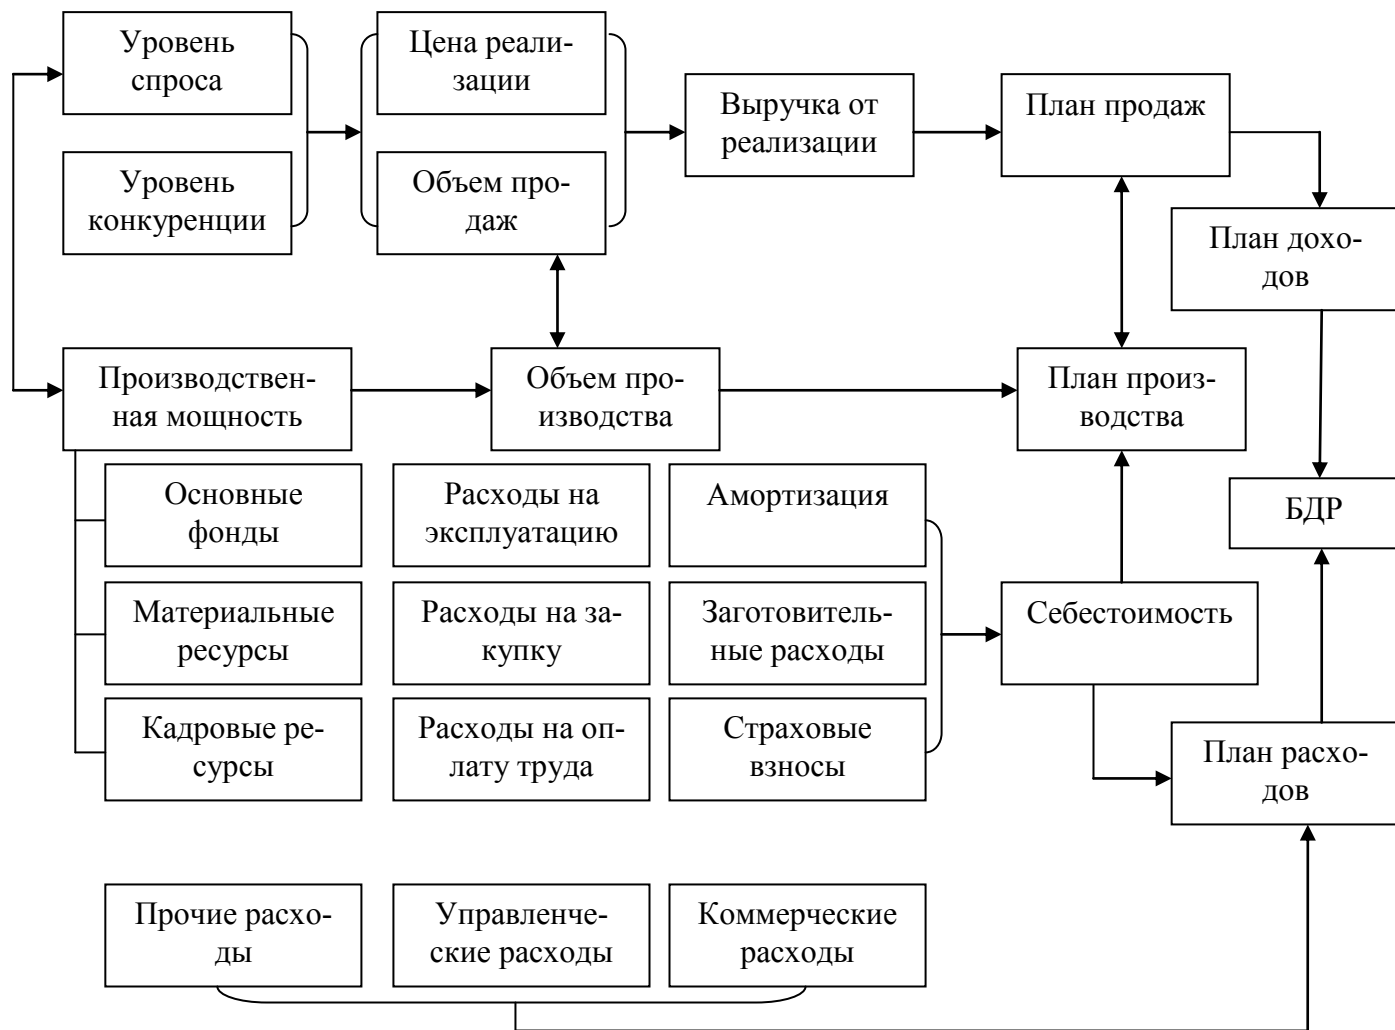 Уровень
спроса
Цена реали-
зации
Выручка от
реализации
План продаж
Уровень
конкуренции
Объем про-
даж
План дохо-
дов
Производствен-
ная мощность
Объем про-
изводства
План произ-
водства
Основные
фонды
Расходы на
эксплуатацию
Амортизация
БДР
Материальные
ресурсы
Расходы на за-
купку
Заготовитель-
ные расходы
Себестоимость
Кадровые ре-
сурсы
Расходы на оп-
лату труда
Страховые
взносы
План расхо-
дов
Прочие расхо-
ды
Управленче-
ские расходы
Коммерческие
расходы